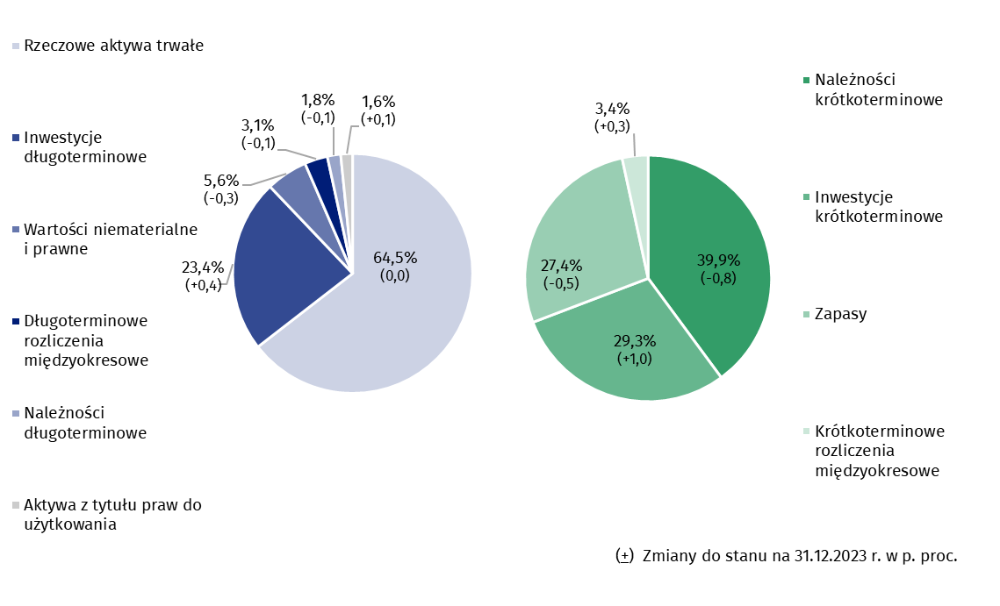 Rzeczowe aktywa trwałe
Inwestycje
długoterminowe
Wartości niematerialne
i prawne
Długoterminowe
rozliczenia
międzyokresowe
Należności
długoterminowe
Aktywa z tytułu praw do
użytkowania
1,8%
(-0,1)
1,6%
(+0,1)
3,1%
(-0,1)
5,6%
(-0,3)
23,4%
(+0,4)
64,5%
(0,0)
3,4%
(+0,3)
27,4%
(-0,5)
39,9%
(-0,8)
29,3%
(+1,0)
Należności
krótkoterminowe
Inwestycje
krótkoterminowe
Zapasy
Krótkoterminowe
rozliczenia
międzyokresowe
(±) Zmiany do stanu na 31.12.2023 r. w p. proc.